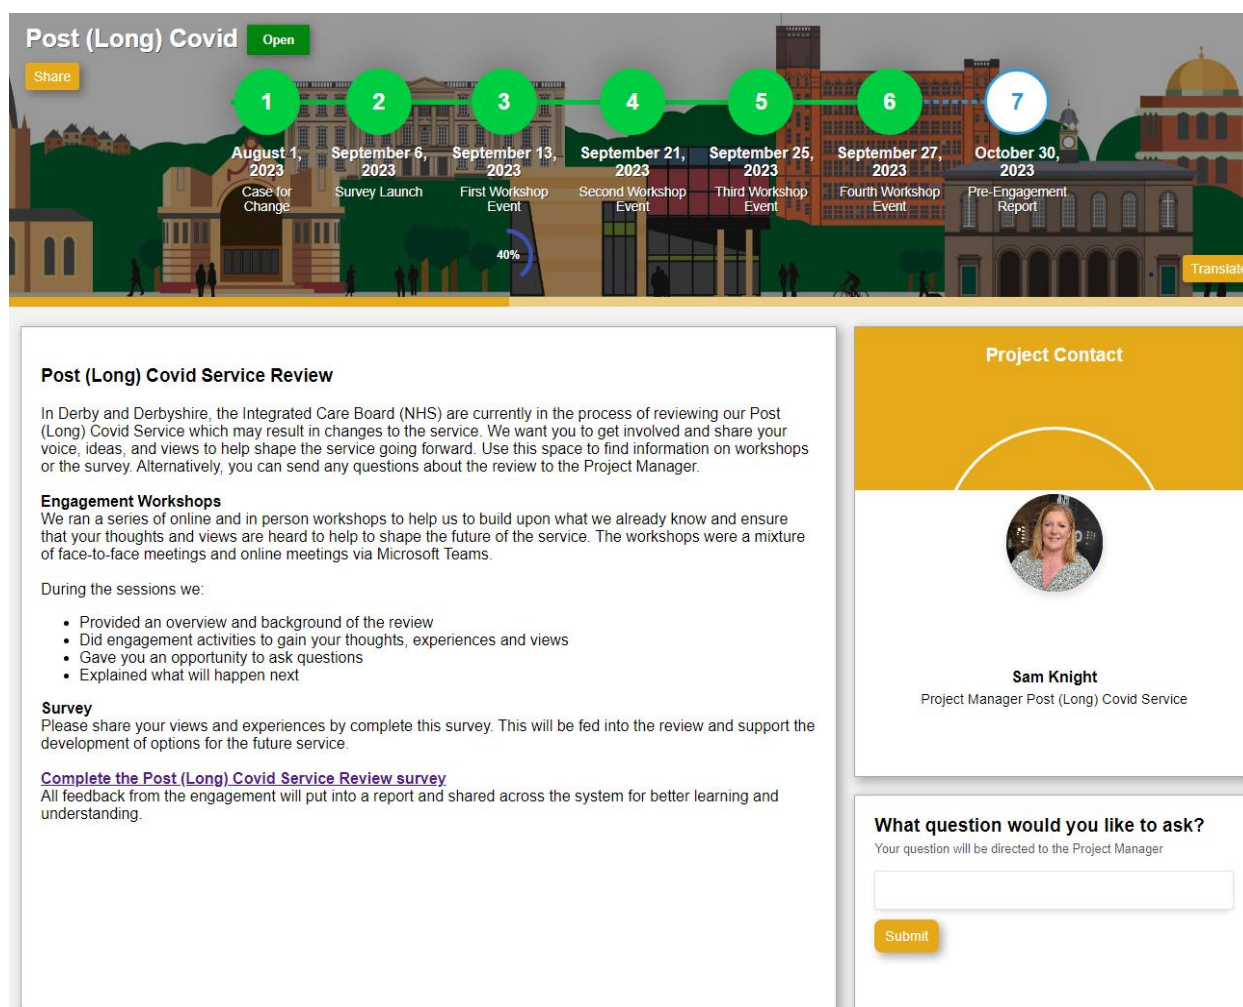 Post (Long) Covid
Open
Share
1
2
3
4
5
6
7
August 1,
2023
Case for
Change
September 6,
2023
Survey Launch
September 13,
2023
First Workshop
Event
September 21,
2023
Second Workshop
Event
September 25,
2023
Third Workshop
Event
September 27,
2023
Fourth Workshop
Event
October 30,
2023
Pre-Engagement
Report
40%
Translate
Post (Long) Covid Service Review
In Derby and Derbyshire, the Integrated Care Board (NHS) are currently in the process of reviewing our Post
(Long) Covid Service which may result in changes to the service. We want you to get involved and share your
voice, ideas, and views to help shape the service going forward. Use this space to find information on workshops
or the survey. Alternatively, you can send any questions about the review to the Project Manager.
Engagement Workshops
We ran a series of online and in person workshops to help us to build upon what we already know and ensure
that your thoughts and views are heard to help to shape the future of the service. The workshops were a mixture
of face-to-face meetings and online meetings via Microsoft Teams.
During the sessions we:
• Provided an overview and background of the review
• Did engagement activities to gain your thoughts, experiences and views
• Gave you an opportunity to ask questions
• Explained what will happen next
Survey
Please share your views and experiences by complete this survey. This will be fed into the review and support the
development of options for the future service.
Complete the Post (Long) Covid Service Review survey
All feedback from the engagement will put into a report and shared across the system for better learning and
understanding.
Project Contact
Sam Knight
Project Manager Post (Long) Covid Service
What question would you like to ask?
Your question will be directed to the Project Manager
Submit